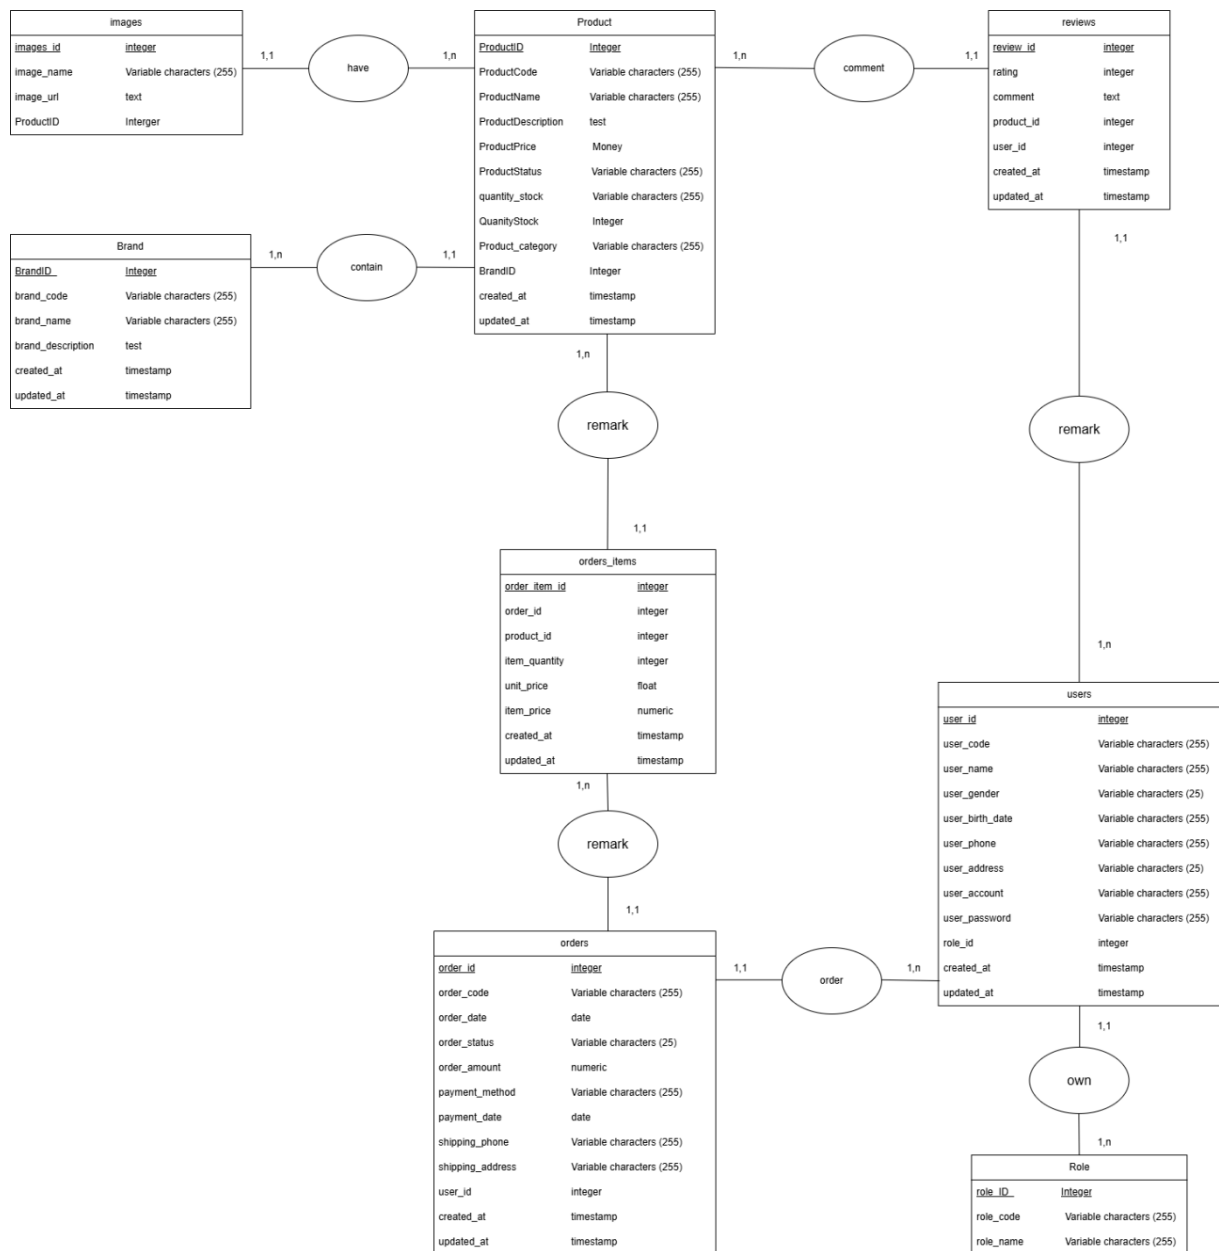 images
images_id integer
image_name Variable characters (255)
image_url text
ProductID Interger
1,1
have
1,n
Product
ProductID Integer
ProductCode Variable characters (255)
ProductName Variable characters (255)
ProductDescription test
ProductPrice Money
ProductStatus Variable characters (255)
quantity_stock Variable characters (255)
QuanityStock Integer
Product_category Variable characters (255)
BrandID Integer
created_at timestamp
updated_at timestamp
1,n
comment
1,1
reviews
review_id integer
rating integer
comment text
product_id integer
user_id integer
created_at timestamp
updated_at timestamp
Brand
BrandID_ Integer
brand_code Variable characters (255)
brand_name Variable characters (255)
brand_description test
created_at timestamp
updated_at timestamp
1,n
contain
1,1
1,n
remark
1,1
1,1
remark
1,n
orders_items
order_item_id integer
order_id integer
product_id integer
item_quantity integer
unit_price float
item_price numeric
created_at timestamp
updated_at timestamp
1,n
remark
1,1
users
user_id integer
user_code Variable characters (255)
user_name Variable characters (255)
user_gender Variable characters (25)
user_birth_date Variable characters (255)
user_phone Variable characters (255)
user_address Variable characters (25)
user_account Variable characters (255)
user_password Variable characters (255)
role_id integer
created_at timestamp
updated_at timestamp
orders
order_id integer
order_code Variable characters (255)
order_date date
order_status Variable characters (25)
order_amount numeric
payment_method Variable characters (255)
payment_date date
shipping_phone Variable characters (255)
shipping_address Variable characters (255)
user_id integer
created_at timestamp
updated_at timestamp
1,1
order
1,n
1,1
own
1,n
Role
role_ID_ Integer
role_code Variable characters (255)
role_name Variable characters (255)